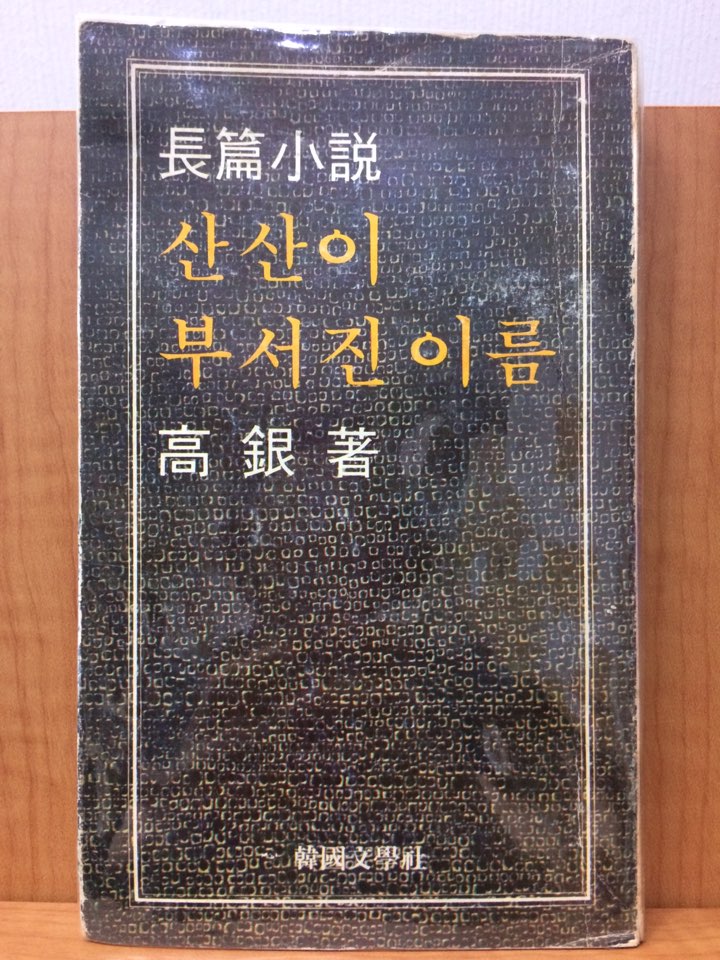 長篇小説
산산이
부서진 이름
高銀著
韓國文學社